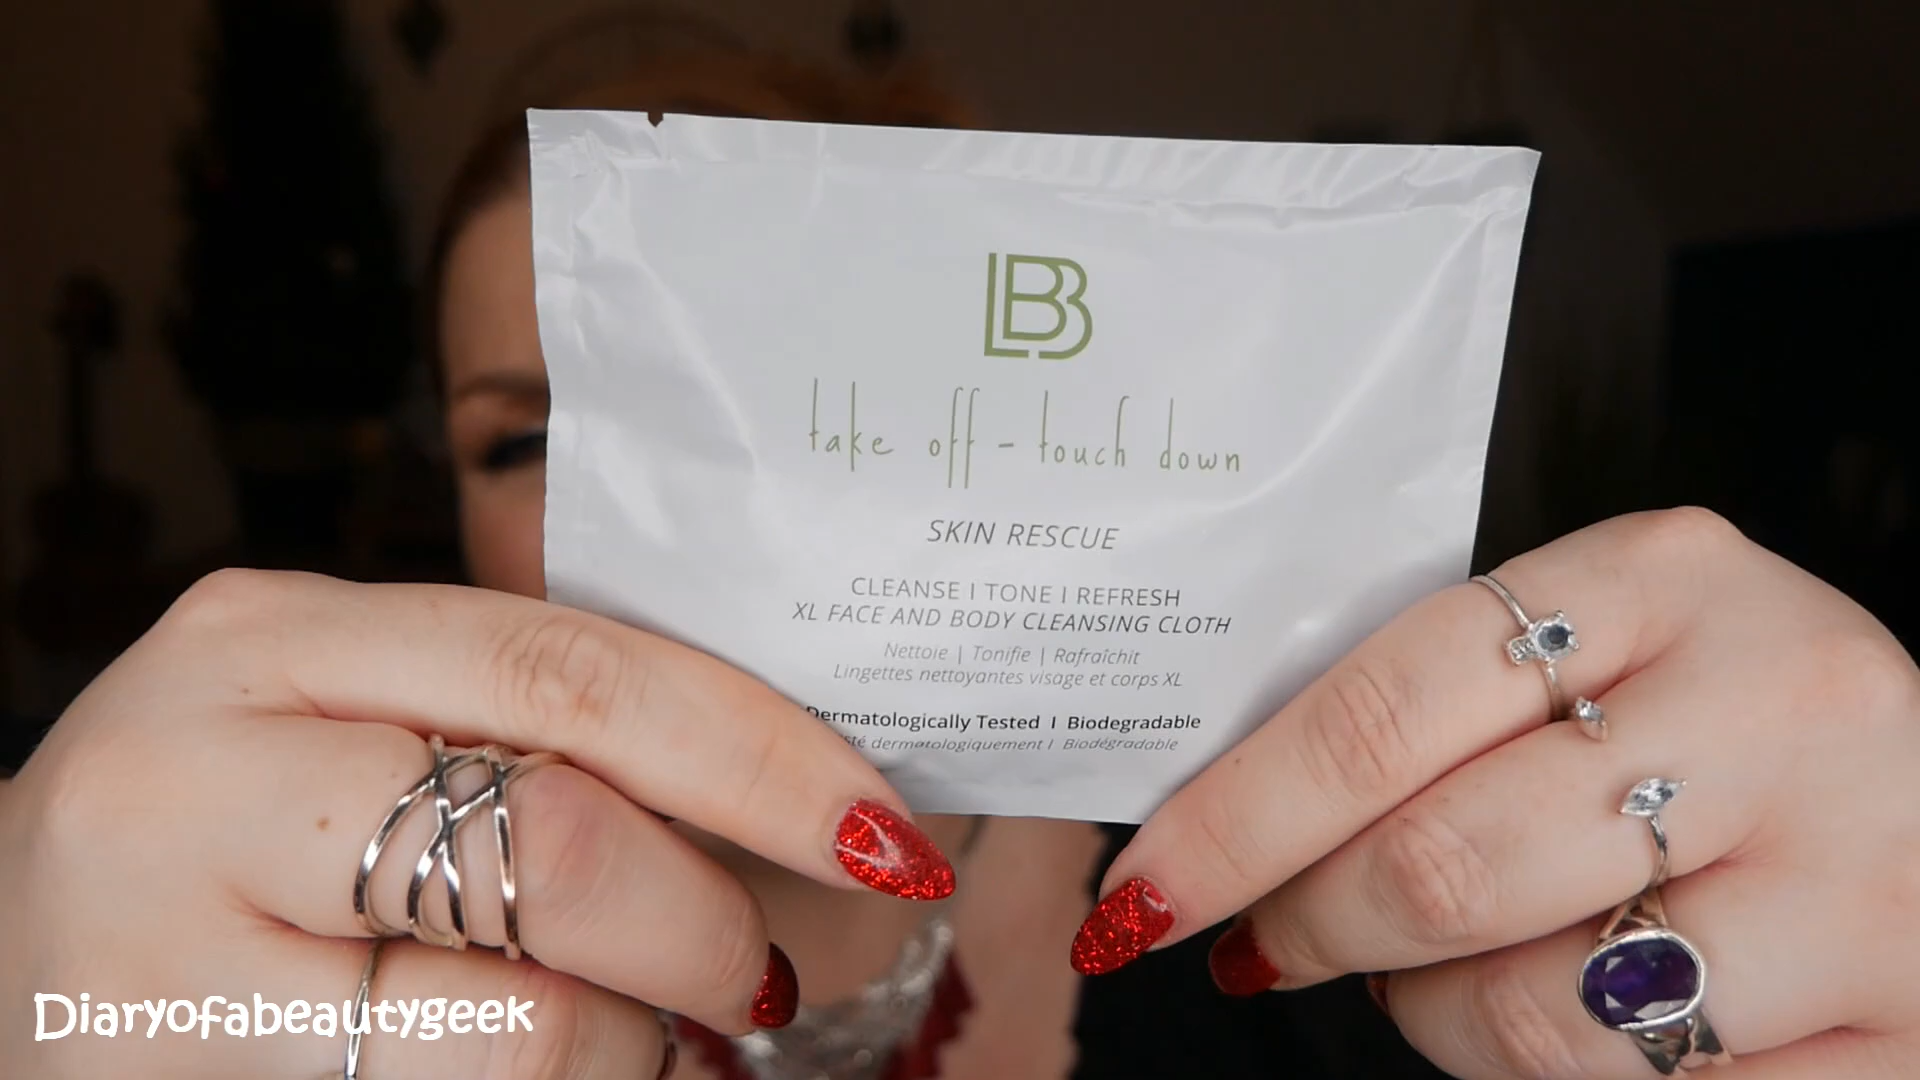 LBB
take off - touch down
SKIN RESCUE
CLEANSE I TONE I REFRESH
XL FACE AND BODY CLEANSING CLOTH
Nettoie | Tonifie | Rafraîchit
Lingettes nettoyantes visage et corps XL
Dermatologically Tested I Biodegradable
dermatologiquement I Biodégradable
Diaryofabeautygeek